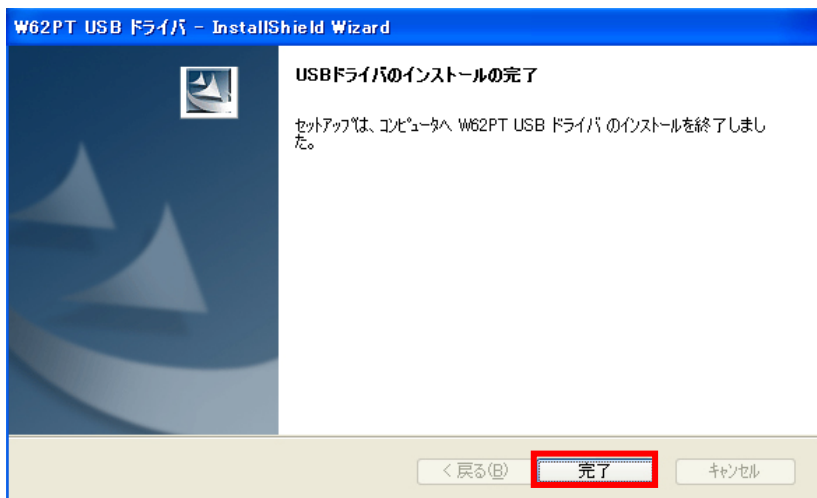 W62PT USB ドライバ - InstallShield Wizard
USBドライバのインストールの完了
セットアップは、コンピュータへ W62PT USB ドライバ のインストールを終了しまし
た。
< 戻る(B)
完了
キャンセル